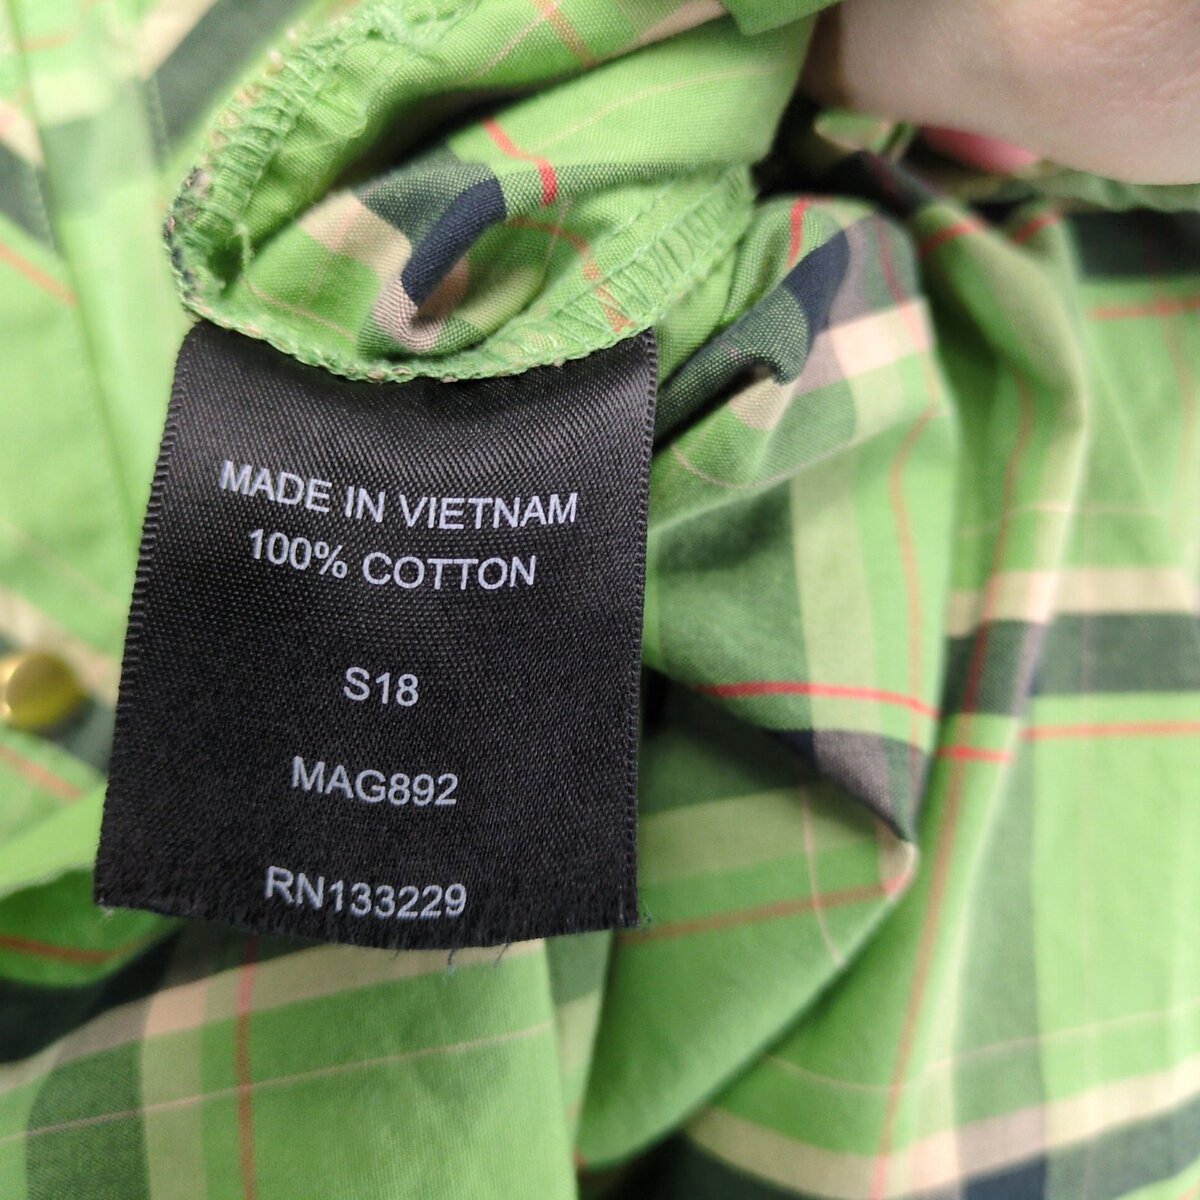 MADE IN VIETNAM
100% COTTON
S18
MAG892
RN133229